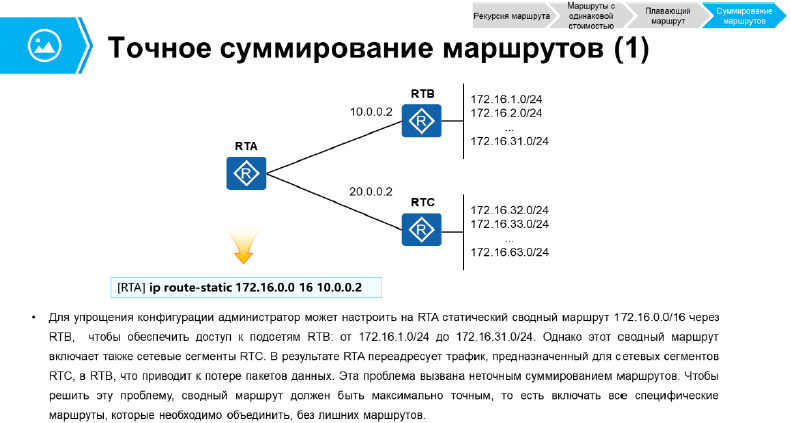 Рекурсия маршрута
Маршруты с
одинаковой
стоимостью
Плавающий
маршрут
Суммирование
маршрутов
Точное суммирование маршрутов (1)
RTB
10.0.0.2
172.16.1.0/24
172.16.2.0/24
...
172.16.31.0/24
RTA
20.0.0.2
RTC
172.16.32.0/24
172.16.33.0/24
...
172.16.63.0/24
[RTA] ip route-static 172.16.0.0 16 10.0.0.2
• Для упрощения конфигурации администратор может настроить на RTA статический сводный маршрут 172.16.0.0/16 через
RTB, чтобы обеспечить доступ к подсетям RTB: от 172.16.1.0/24 до 172.16.31.0/24. Однако этот сводный маршрут
включает также сетевые сегменты RTC. В результате RTA переадресует трафик, предназначенный для сетевых сегментов
RTC, в RTB, что приводит к потере пакетов данных. Эта проблема вызвана неточным суммированием маршрутов. Чтобы
решить эту проблему, сводный маршрут должен быть максимально точным, то есть включать все специфические
маршруты, которые необходимо объединить, без лишних маршрутов.